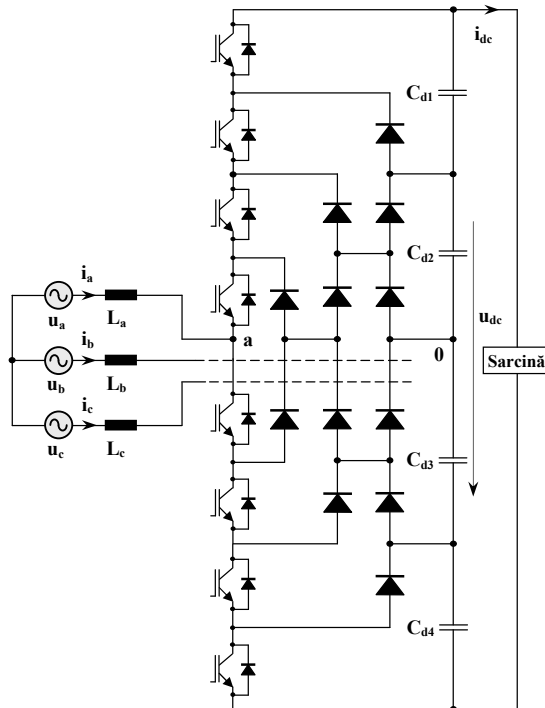 i_dc
C_d1
C_d2
i_a
u_dc
u_a
L_a
a
i_b
0
Sarcină
u_b
L_b
i_c
u_c
L_c
C_d3
C_d4